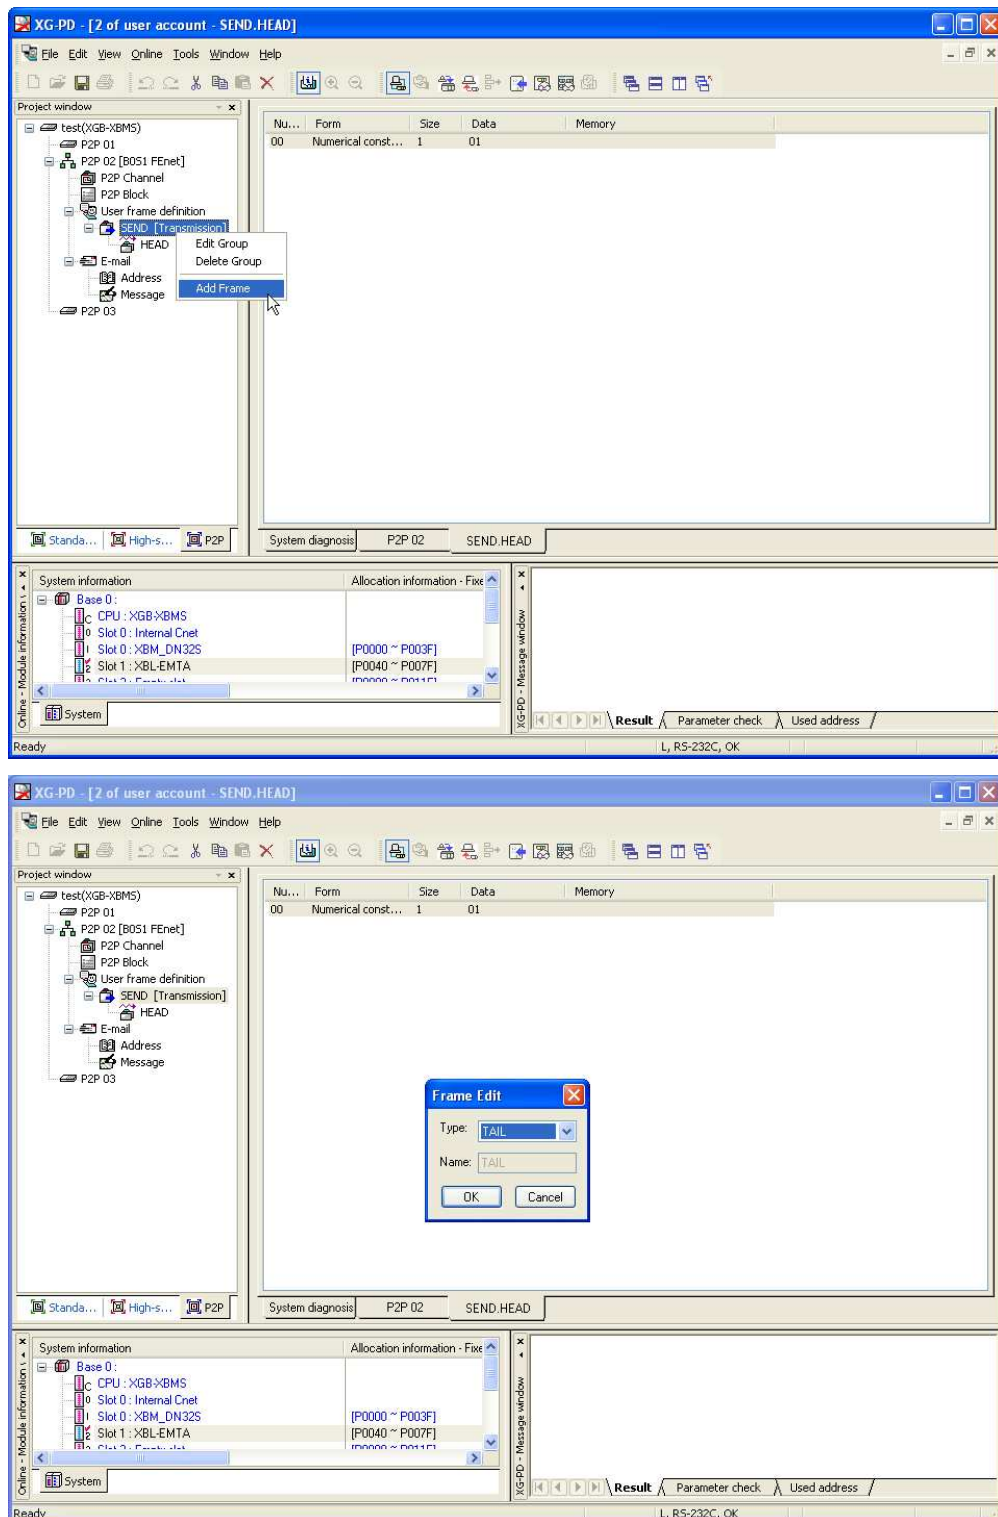 XG-PD - [2 of user account - SEND.HEAD]
File Edit View Online Tools Window Help
Project window
test(XGB-XBMS)
P2P 01
P2P 02 [B0S1 FEnet]
P2P Channel
P2P Block
User frame definition
SEND [Transmission]
HEAD
E-mail
Address
Message
P2P 03
Edit Group
Delete Group
Add Frame
Nu... Form Size Data Memory
00 Numerical const... 1 01
Standa... High-s... P2P
System diagnosis P2P 02 SEND.HEAD
Online - Module information
System information Allocation information - Fixe
Base 0 :
CPU : XGB-XBMS
Slot 0 : Internal Cnet
Slot 0 : XBM_DN32S [P0000 ~ P003F]
Slot 1 : XBL-EMTA [P0040 ~ P007F]
System
XG-PD - Message window
Result Parameter check Used address
Ready L, RS-232C, OK
XG-PD - [2 of user account - SEND.HEAD]
File Edit View Online Tools Window Help
Project window
test(XGB-XBMS)
P2P 01
P2P 02 [B0S1 FEnet]
P2P Channel
P2P Block
User frame definition
SEND [Transmission]
HEAD
E-mail
Address
Message
P2P 03
Nu... Form Size Data Memory
00 Numerical const... 1 01
Frame Edit
Type: TAIL
Name: TAIL
OK Cancel
Standa... High-s... P2P
System diagnosis P2P 02 SEND.HEAD
Online - Module information
System information Allocation information - Fixe
Base 0 :
CPU : XGB-XBMS
Slot 0 : Internal Cnet
Slot 0 : XBM_DN32S [P0000 ~ P003F]
Slot 1 : XBL-EMTA [P0040 ~ P007F]
System
XG-PD - Message window
Result Parameter check Used address
Ready L, RS-232C, OK